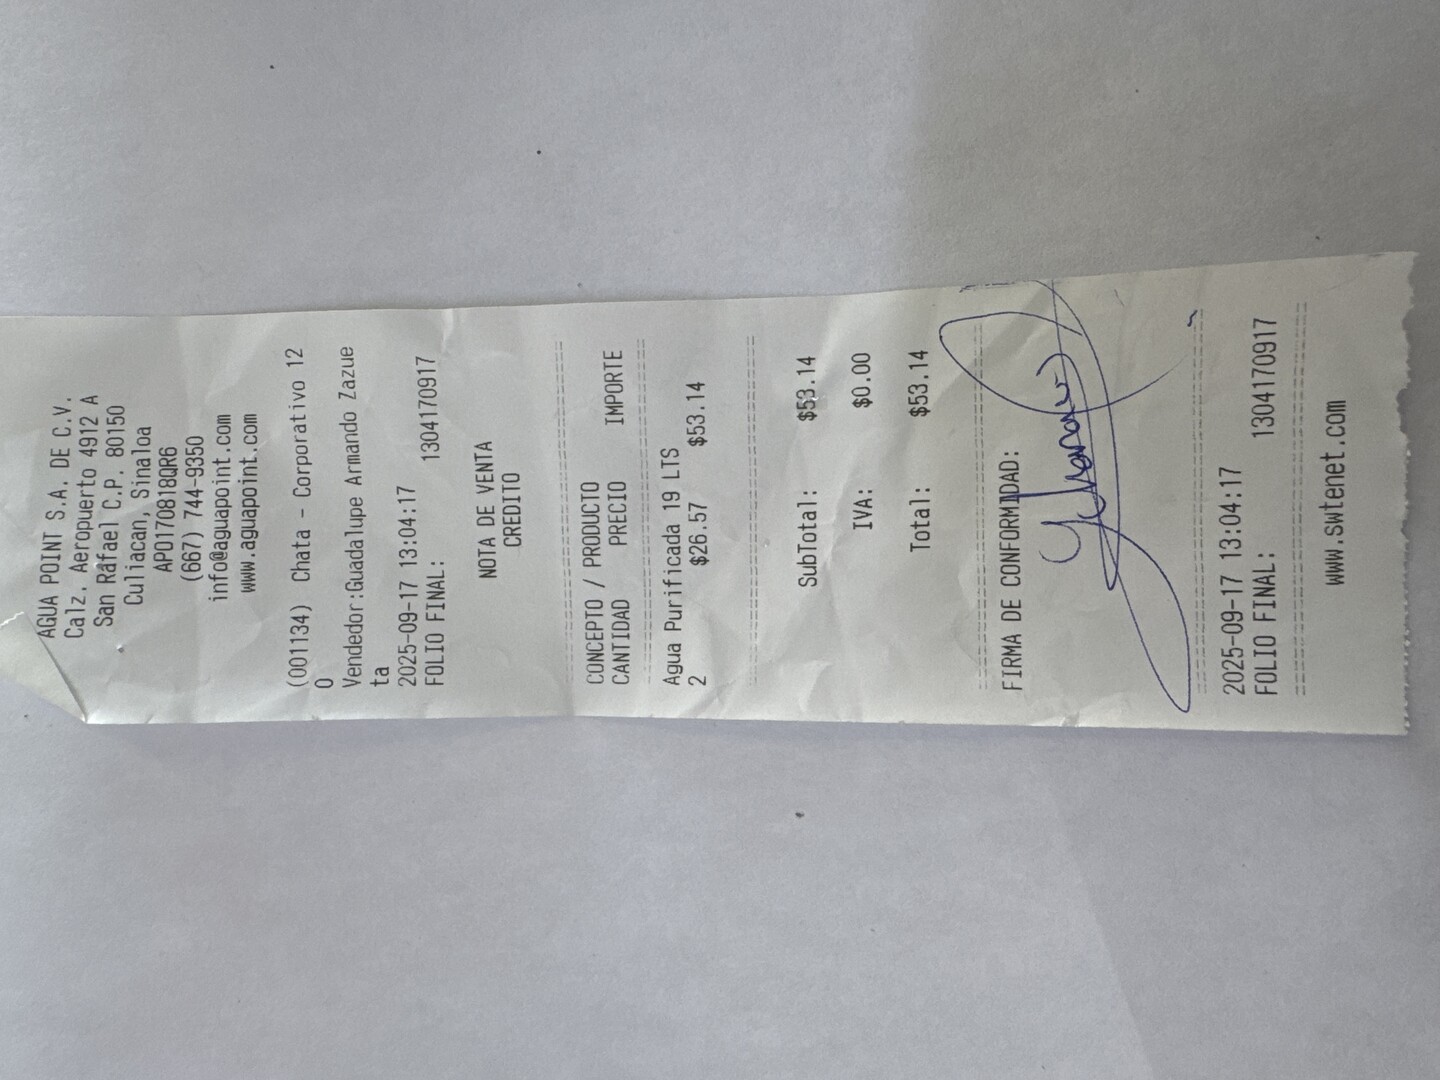 AGUA POINT S.A. DE C.V.
Calz. Aeropuerto 4912 A
San Rafael C.P. 80150
Culiacan, Sinaloa
APO170818QR6
(667) 744-9350
info@aguapoint.com
www.aguapoint.com
(001134) Chata - Corporativo 12
0
Vendedor:Guadalupe Armando Zazue
ta
2025-09-17 13:04:17
FOLIO FINAL: 1304170917
NOTA DE VENTA
CREDITO
CONCEPTO / PRODUCTO
CANTIDAD PRECIO IMPORTE
Agua Purificada 19 LTS
2 $26.57 $53.14
SubTotal: $53.14
IVA: $0.00
Total: $53.14
FIRMA DE CONFORMIDAD:
2025-09-17 13:04:17
FOLIO FINAL: 1304170917
www.swtenet.com